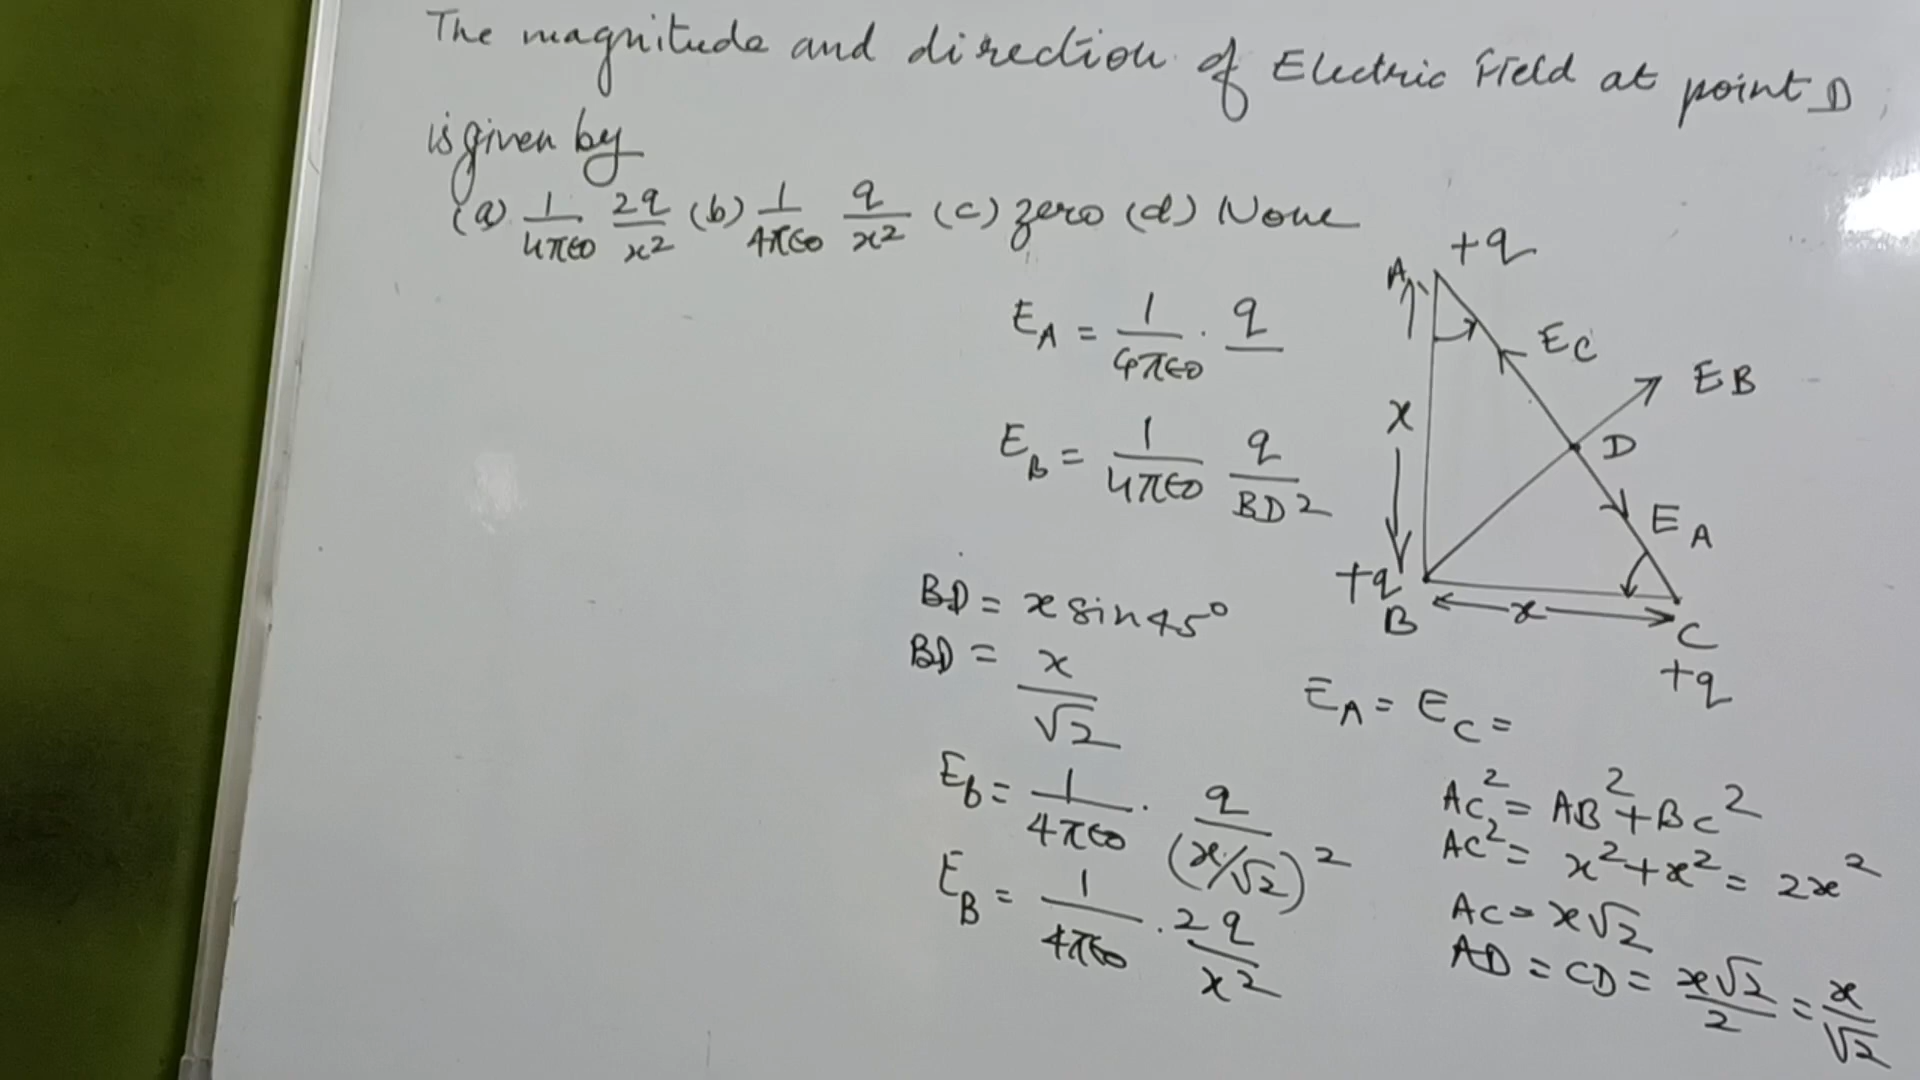 The magnitude and direction of Electric Field at point D
is given by
(a) 1/4πε0 2q/x² (b) 1/4πε0 q/x² (c) zero (d) None
+q
A
E_A = 1/4πε0 . q
E_C
E_B
x
D
E_B = 1/4πε0 q/BD²
E_A
+q
B
x
C
+q
BD = x sin 45°
BD = x/√2
E_A = E_C =
E_B = 1/4πε0 . q/(x/√2)²
E_B = 1/4πε0 . 2q/x²
AC² = AB² + BC²
AC² = x² + x² = 2x²
AC = x√2
AD = CD = x√2/2 = x/√2